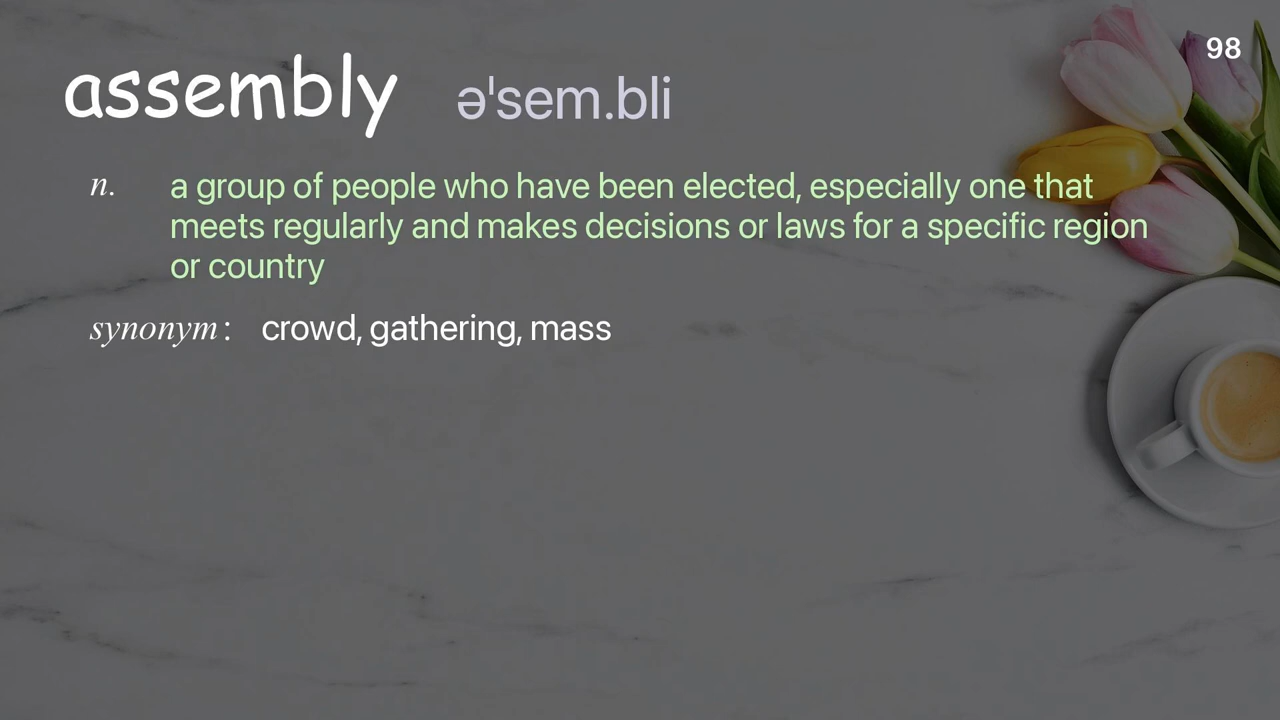 98
assembly ə'sem.bli
n. a group of people who have been elected, especially one that
meets regularly and makes decisions or laws for a specific region
or country
synonym: crowd, gathering, mass